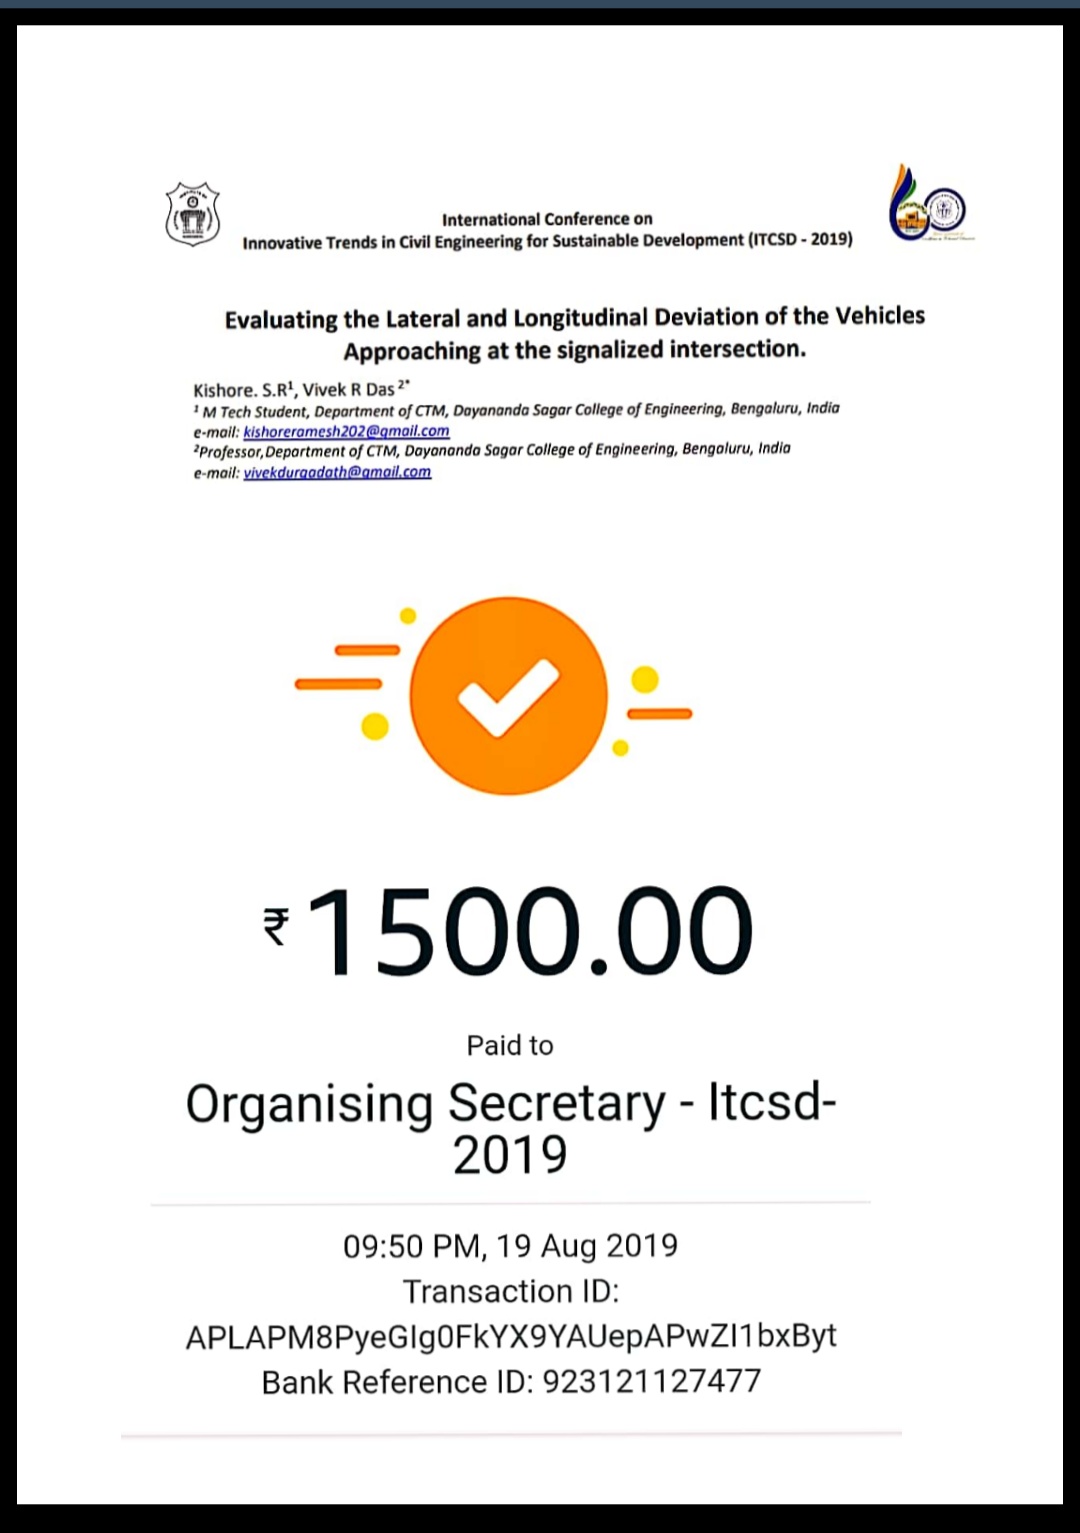 International Conference on
Innovative Trends in Civil Engineering for Sustainable Development (ITCSD - 2019)
Evaluating the Lateral and Longitudinal Deviation of the Vehicles
Approaching at the signalized intersection.
Kishore. S.R¹, Vivek R Das ²*
¹ M Tech Student, Department of CTM, Dayananda Sagar College of Engineering, Bengaluru, India
e-mail: kishoreramesh202@gmail.com
²Professor, Department of CTM, Dayananda Sagar College of Engineering, Bengaluru, India
e-mail: vivekdurgadath@gmail.com
₹1500.00
Paid to
Organising Secretary - Itcsd-
2019
09:50 PM, 19 Aug 2019
Transaction ID:
APLAPM8PyeGIg0FkYX9YAUepAPwZI1bxByt
Bank Reference ID: 923121127477